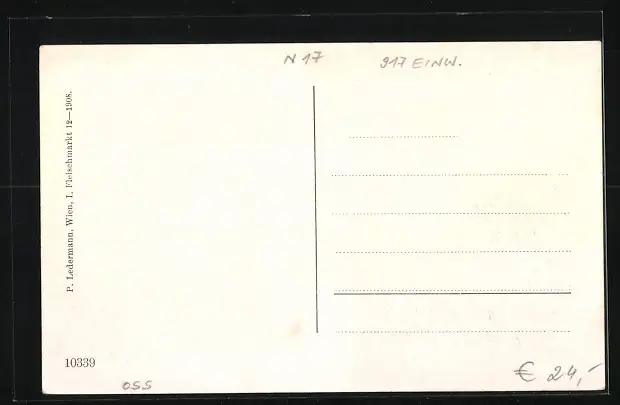 N 17 917 EINW.
P. Ledermann, Wien, I. Fleischmarkt 12—1908.
10339
OSS
€ 24,-